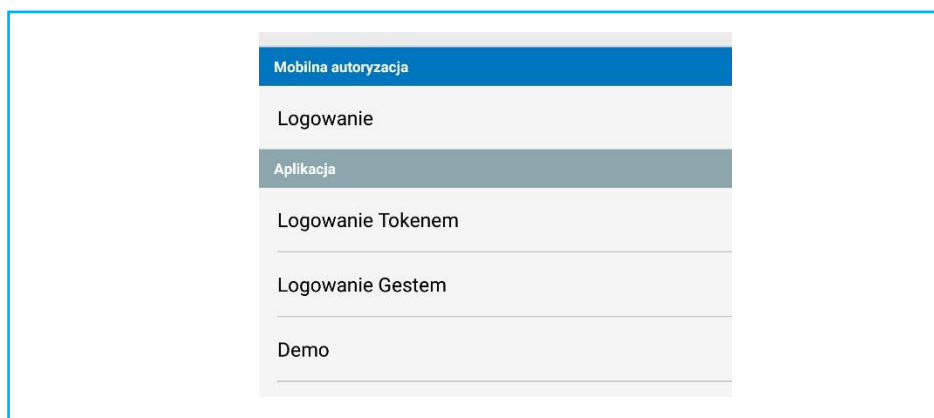 Mobilna autoryzacja
Logowanie
Aplikacja
Logowanie Tokenem
Logowanie Gestem
Demo